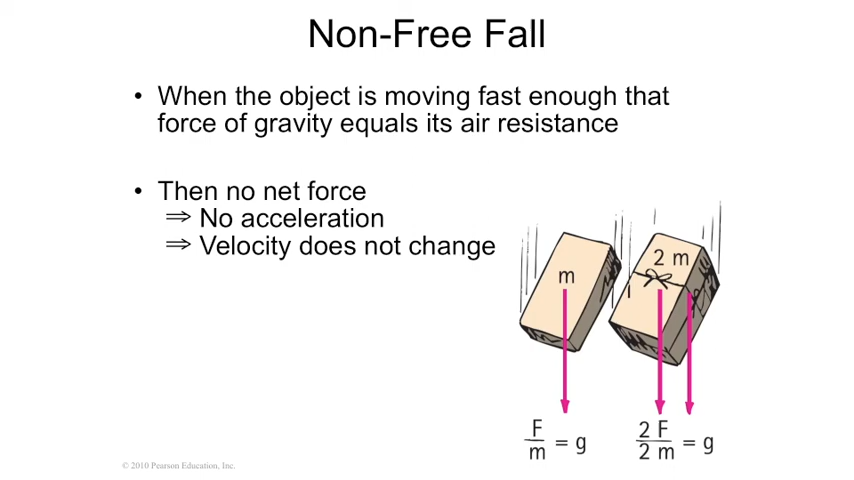 Non-Free Fall
• When the object is moving fast enough that
force of gravity equals its air resistance
• Then no net force
⇒ No acceleration
⇒ Velocity does not change
m
2 m
F/m = g
2 F/2 m = g
© 2010 Pearson Education, Inc.